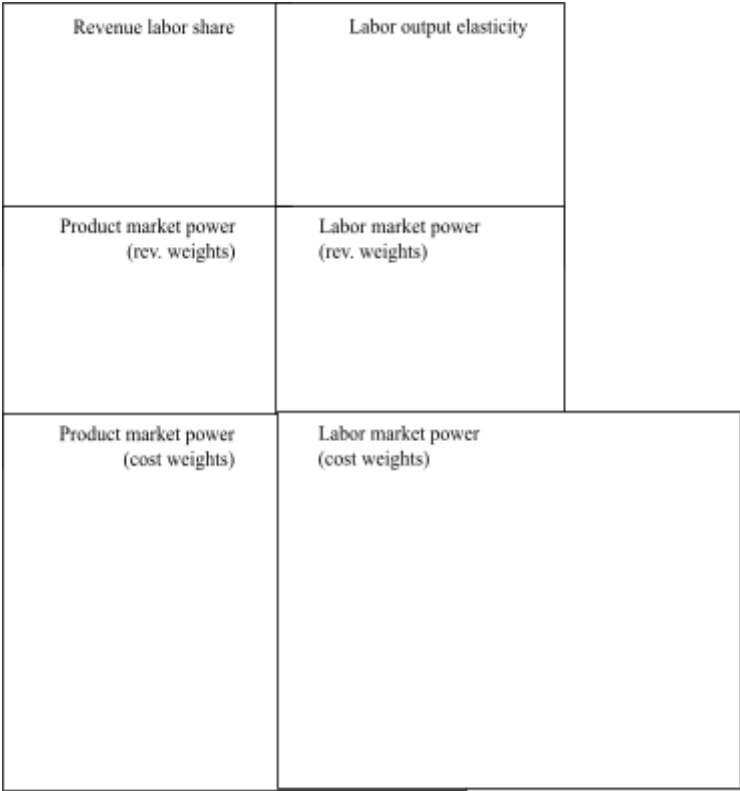 Revenue labor share
Labor output elasticity
Product market power
(rev. weights)
Labor market power
(rev. weights)
Product market power
(cost weights)
Labor market power
(cost weights)